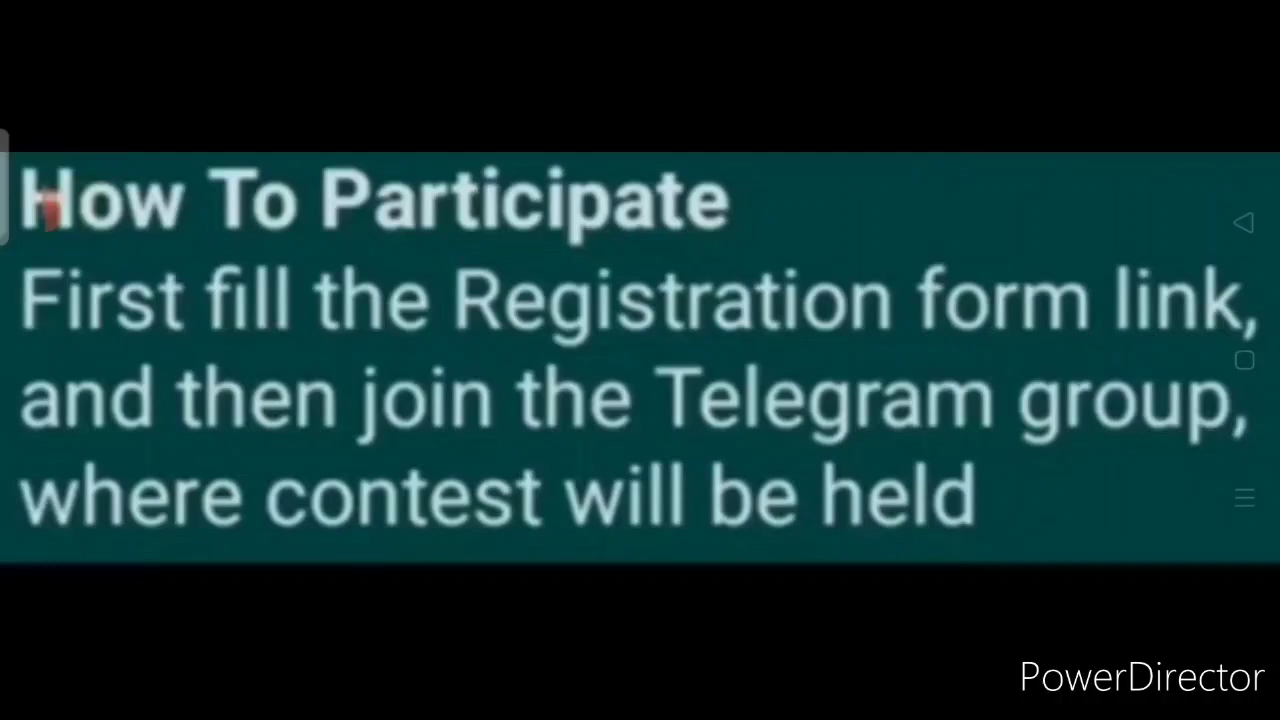 How To Participate
First fill the Registration form link,
and then join the Telegram group,
where contest will be held
PowerDirector